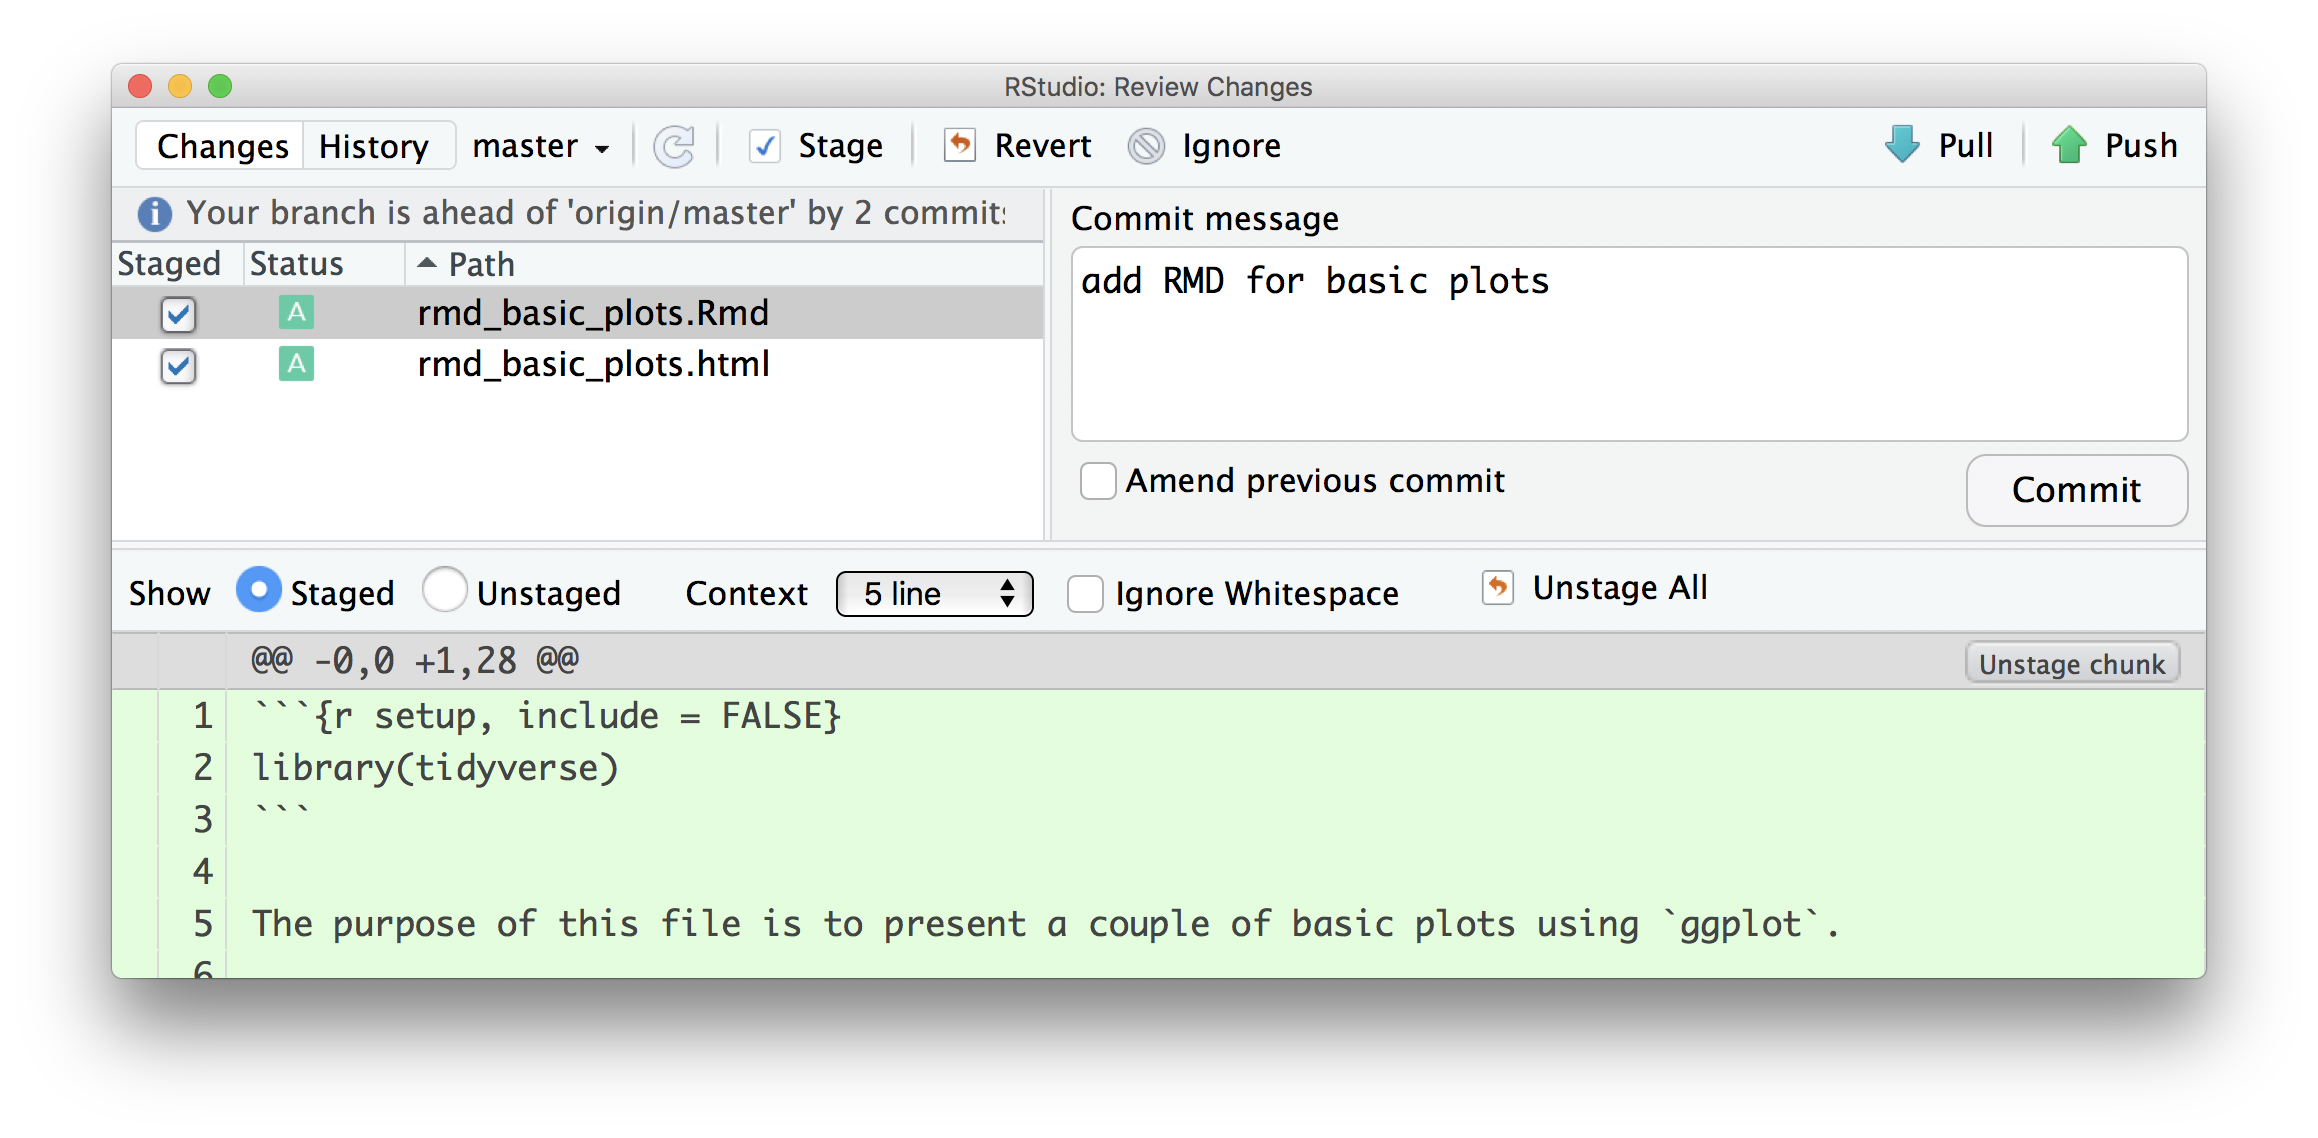 RStudio: Review Changes
Changes History master Stage Revert Ignore Pull Push
Your branch is ahead of 'origin/master' by 2 commits
Commit message
Staged Status Path
add RMD for basic plots
A rmd_basic_plots.Rmd
A rmd_basic_plots.html
Amend previous commit
Commit
Show Staged Unstaged Context 5 line Ignore Whitespace Unstage All
@@ -0,0 +1,28 @@ Unstage chunk
1 ```{r setup, include = FALSE}
2 library(tidyverse)
3 ```
4
5 The purpose of this file is to present a couple of basic plots using `ggplot`.
6